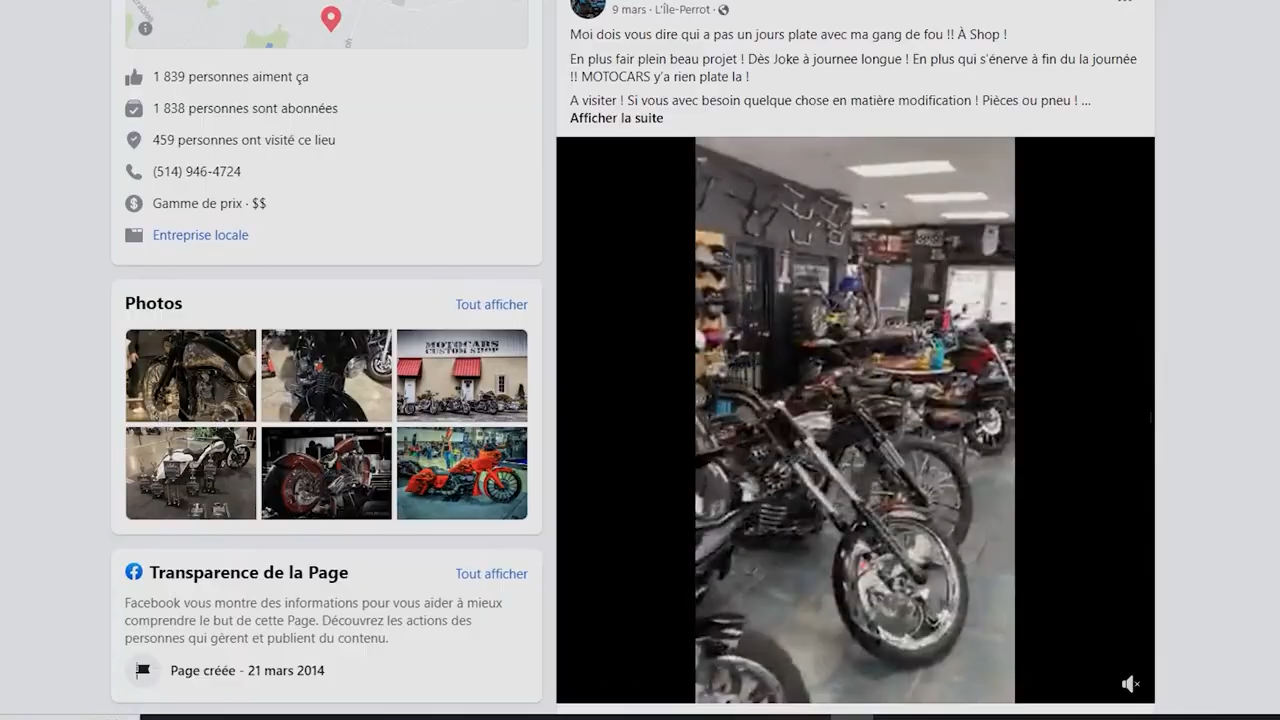 1 839 personnes aiment ça
1 838 personnes sont abonnées
459 personnes ont visité ce lieu
(514) 946-4724
Gamme de prix · $$
Entreprise locale
Photos
Tout afficher
MOTOCARS
CUSTOM SHOP
Transparence de la Page
Tout afficher
Facebook vous montre des informations pour vous aider à mieux
comprendre le but de cette Page. Découvrez les actions des
personnes qui gèrent et publient du contenu.
Page créée - 21 mars 2014
9 mars · L'Île-Perrot ·
Moi dois vous dire qui a pas un jours plate avec ma gang de fou !! À Shop !
En plus fair plein beau projet ! Dès Joke à journee longue ! En plus qui s'énerve à fin du la journée
!! MOTOCARS y'a rien plate la !
A visiter ! Si vous avec besoin quelque chose en matière modification ! Pièces ou pneu ! ...
Afficher la suite